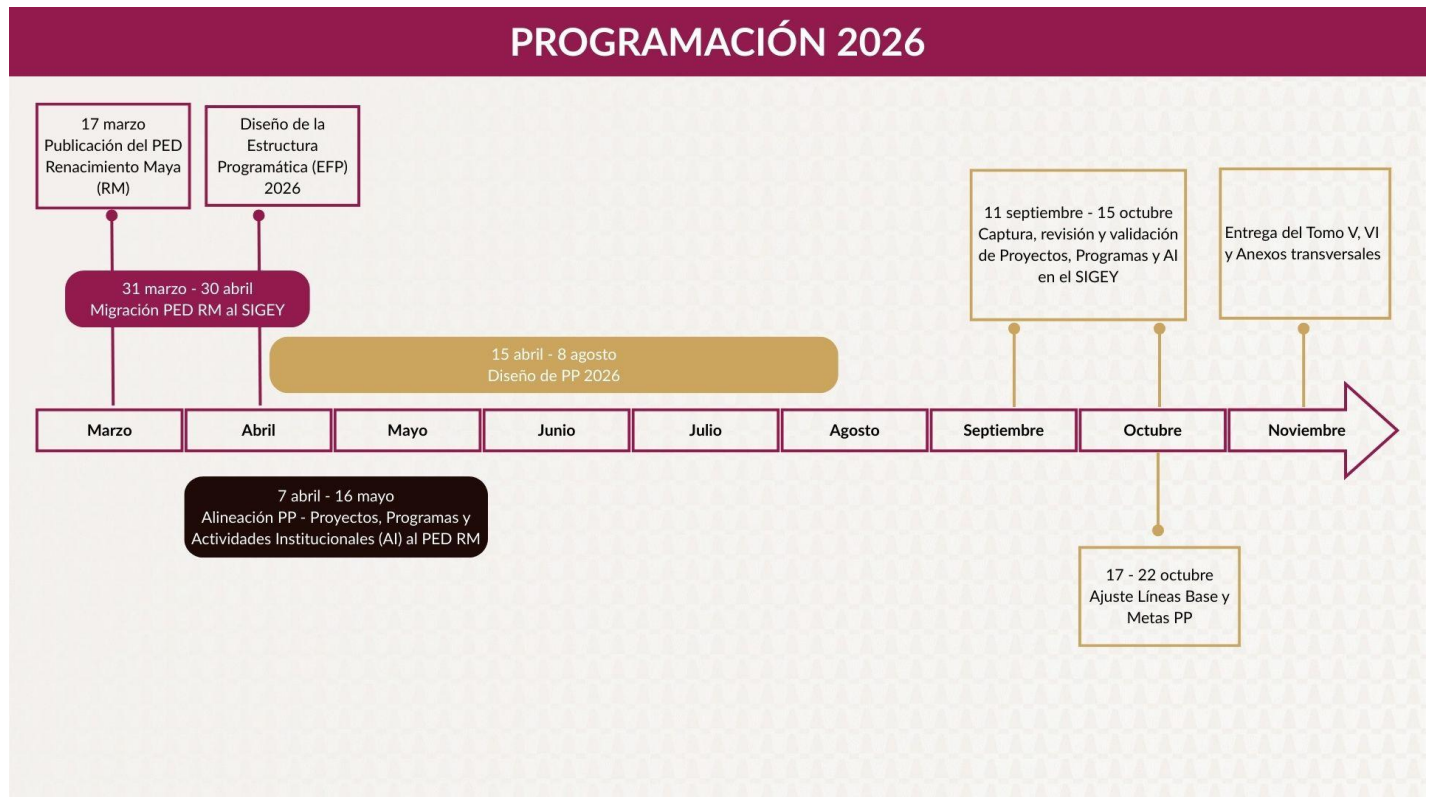 PROGRAMACIÓN 2026
17 marzo
Publicación del PED
Renacimiento Maya
(RM)
Diseño de la
Estructura
Programática (EFP)
2026
11 septiembre - 15 octubre
Captura, revisión y validación
de Proyectos, Programas y AI
en el SIGEY
Entrega del Tomo V, VI
y Anexos transversales
31 marzo - 30 abril
Migración PED RM al SIGEY
15 abril - 8 agosto
Diseño de PP 2026
Marzo
Abril
Mayo
Junio
Julio
Agosto
Septiembre
Octubre
Noviembre
7 abril - 16 mayo
Alineación PP - Proyectos, Programas y
Actividades Institucionales (AI) al PED RM
17 - 22 octubre
Ajuste Líneas Base y
Metas PP